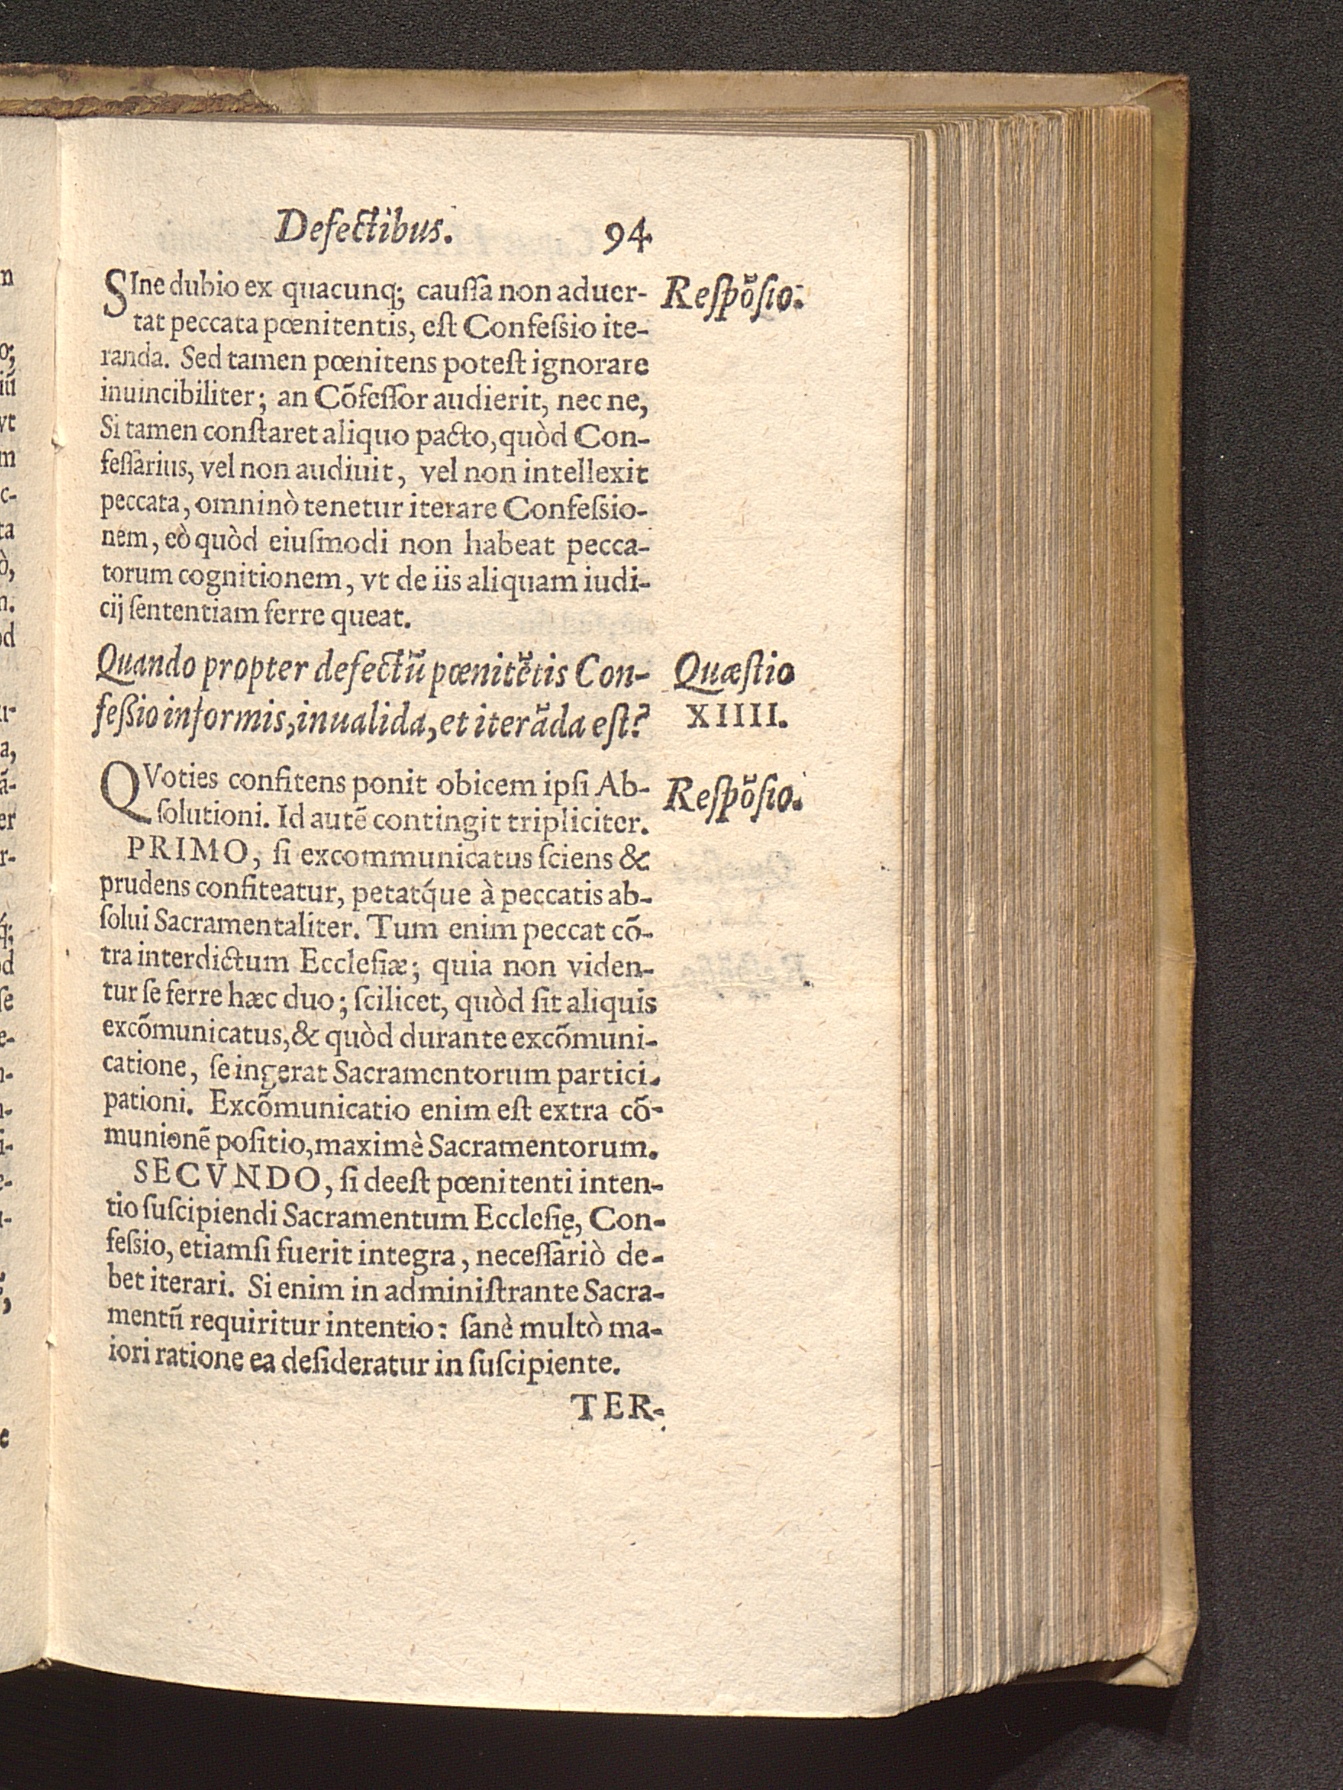 Defectibus. 94
SIne dubio ex quacunq; caussa non aduer- Respõsio.
tat peccata pœnitentis, est Confessio ite-
randa. Sed tamen pœnitens potest ignorare
inuincibiliter; an Cõfessor audierit, nec ne,
Si tamen constaret aliquo pacto, quòd Con-
fessarius, vel non audiuit, vel non intellexit
peccata, omninò tenetur iterare Confessio-
nem, eò quòd eiusmodi non habeat pecca-
torum cognitionem, vt de iis aliquam iudi-
cij sententiam ferre queat.
Quando propter defectũ pœnitẽtis Con- Quæstio
feßio informis, inualida, et iterãda est? XIIII.
QVoties confitens ponit obicem ipsi Ab- Respõsio.
solutioni. Id autẽ contingit tripliciter.
PRIMO, si excommunicatus sciens &
prudens confiteatur, petatq́ue à peccatis ab-
solui Sacramentaliter. Tum enim peccat cõ-
tra interdictum Ecclesiæ; quia non viden-
tur se ferre hæc duo; scilicet, quòd sit aliquis
excõmunicatus, & quòd durante excõmuni-
catione, se ingerat Sacramentorum partici-
pationi. Excõmunicatio enim est extra cõ-
munionẽ positio, maximè Sacramentorum.
SECVNDO, si deest pœnitenti inten-
tio suscipiendi Sacramentum Ecclesię, Con-
fessio, etiamsi fuerit integra, necessariò de-
bet iterari. Si enim in administrante Sacra-
mentũ requiritur intentio: sanè multò ma-
iori ratione ea desideratur in suscipiente.
TER-